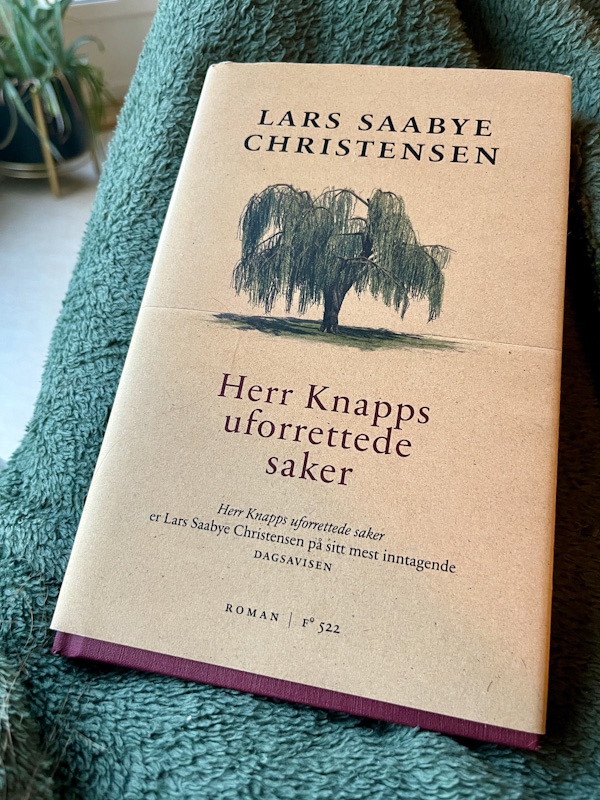 LARS SAABYE
CHRISTENSEN
Herr Knapps
uforrettede
saker
Herr Knapps uforrettede saker
er Lars Saabye Christensen på sitt mest inntagende
DAGSAVISEN
ROMAN | Fº 522